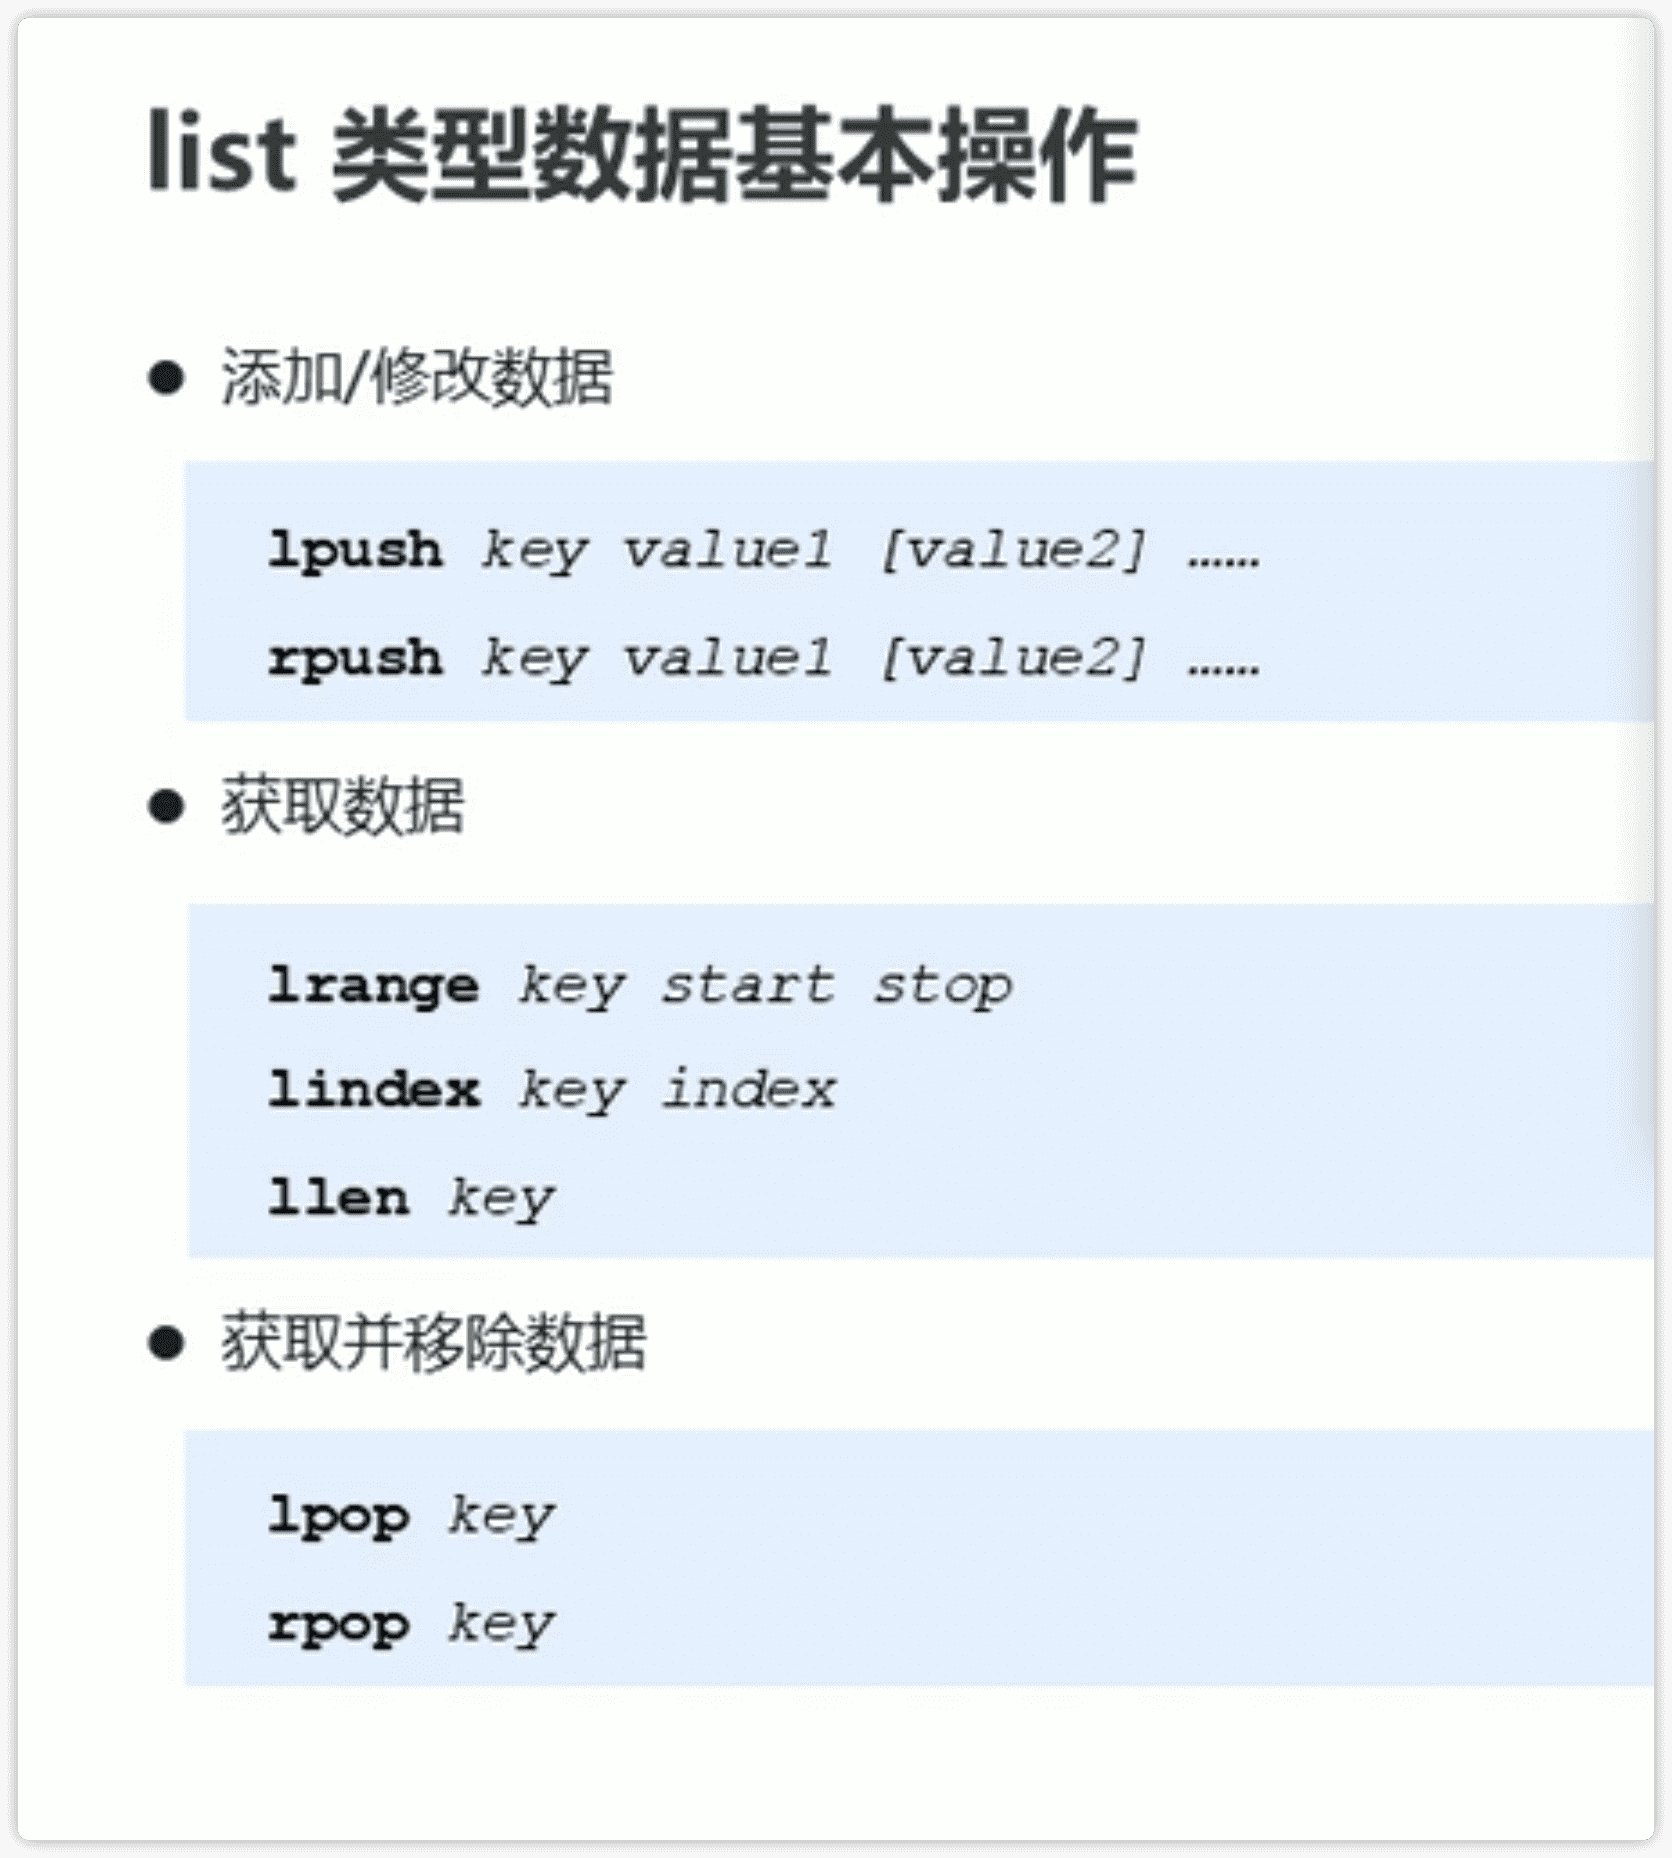 list 类型数据基本操作
● 添加/修改数据
lpush key value1 [value2] ……
rpush key value1 [value2] ……
● 获取数据
lrange key start stop
lindex key index
llen key
● 获取并移除数据
lpop key
rpop key